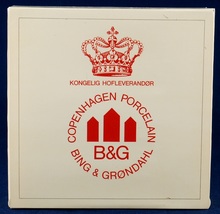 KONGELIG HOFLEVERANDØR
COPENHAGEN PORCELAIN
B&G
BING & GRØNDAHL